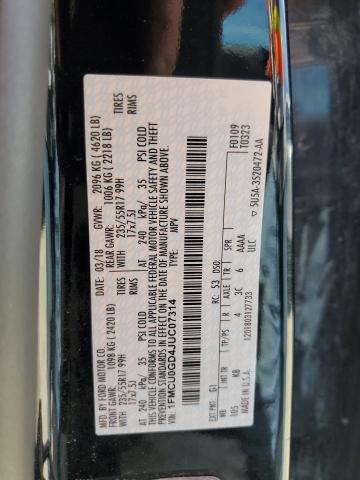 MFD. BY FORD MOTOR CO.
DATE: 03/18 GVWR: 2096 KG ( 4620 LB)
FRONT GAWR: 1098 KG (2420 LB) REAR GAWR: 1006 KG ( 2218 LB)
235/55R17 99H TIRES 235/55R17 99H TIRES
17x7.5J RIMS 17x7.5J RIMS
AT 240 kPa/ 35 PSI COLD AT 240 kPa/ 35 PSI COLD
THIS VEHICLE CONFORMS TO ALL APPLICABLE FEDERAL MOTOR VEHICLE SAFETY AND THEFT
PREVENTION STANDARDS IN EFFECT ON THE DATE OF MANUFACTURE SHOWN ABOVE.
VIN: 1FMCU0GD4JUC07314
TYPE: MPV
F0109
T0323
EXT PNT: G1 RC: 53 DSO:
WB INT TR TP/PS R AXLE TR SPR
105 KB 4 3C 6 AAAA
ULC
MADE IN U.S.A. 1201803127733 5U5A-3520472-AA